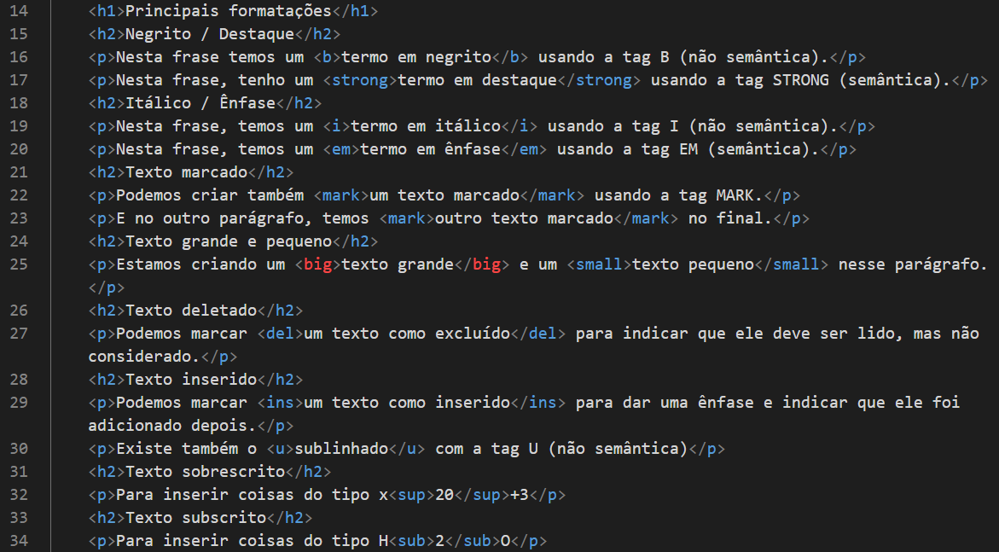 14 <h1>Principais formatações</h1>
15 <h2>Negrito / Destaque</h2>
16 <p>Nesta frase temos um <b>termo em negrito</b> usando a tag B (não semântica).</p>
17 <p>Nesta frase, tenho um <strong>termo em destaque</strong> usando a tag STRONG (semântica).</p>
18 <h2>Itálico / Ênfase</h2>
19 <p>Nesta frase, temos um <i>termo em itálico</i> usando a tag I (não semântica).</p>
20 <p>Nesta frase, temos um <em>termo em ênfase</em> usando a tag EM (semântica).</p>
21 <h2>Texto marcado</h2>
22 <p>Podemos criar também <mark>um texto marcado</mark> usando a tag MARK.</p>
23 <p>E no outro parágrafo, temos <mark>outro texto marcado</mark> no final.</p>
24 <h2>Texto grande e pequeno</h2>
25 <p>Estamos criando um <big>texto grande</big> e um <small>texto pequeno</small> nesse parágrafo.
</p>
26 <h2>Texto deletado</h2>
27 <p>Podemos marcar <del>um texto como excluído</del> para indicar que ele deve ser lido, mas não
considerado.</p>
28 <h2>Texto inserido</h2>
29 <p>Podemos marcar <ins>um texto como inserido</ins> para dar uma ênfase e indicar que ele foi
adicionado depois.</p>
30 <p>Existe também o <u>sublinhado</u> com a tag U (não semântica)</p>
31 <h2>Texto sobrescrito</h2>
32 <p>Para inserir coisas do tipo x<sup>20</sup>+3</p>
33 <h2>Texto subscrito</h2>
34 <p>Para inserir coisas do tipo H<sub>2</sub>O</p>